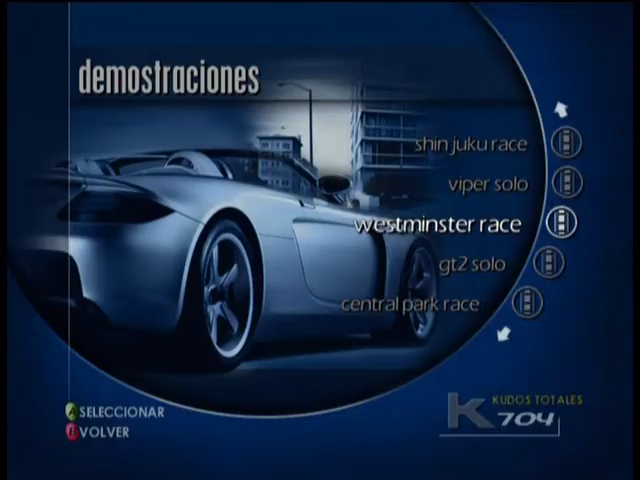 demostraciones
shin juku race
viper solo
westminster race
gt2 solo
central park race
A SELECCIONAR
B VOLVER
K KUDOS TOTALES
704